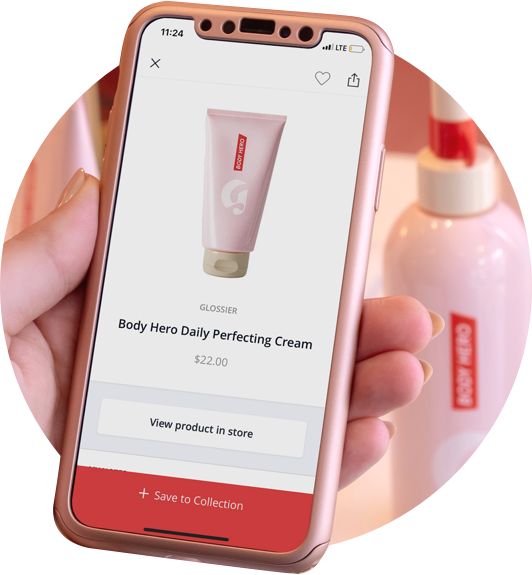 11:24
LTE
BODY HERO
GLOSSIER
Body Hero Daily Perfecting Cream
$22.00
View product in store
+ Save to Collection
BODY HERO